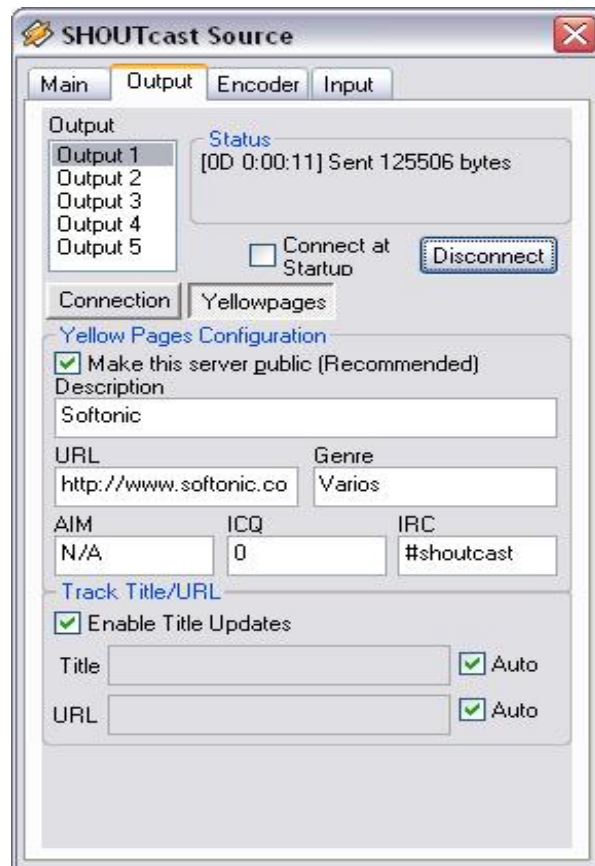 SHOUTcast Source
Main Output Encoder Input
Output
Output 1
Output 2
Output 3
Output 4
Output 5
Status
[0D 0:00:11] Sent 125506 bytes
Connect at
Startup
Disconnect
Connection Yellowpages
Yellow Pages Configuration
Make this server public (Recommended)
Description
Softonic
URL Genre
http://www.softonic.co Varios
AIM ICQ IRC
N/A 0 #shoutcast
Track Title/URL
Enable Title Updates
Title Auto
URL Auto